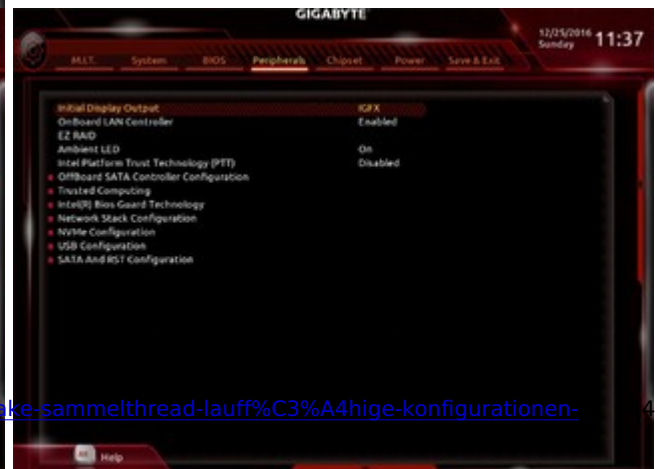 GIGABYTE
12/25/2016 Sunday 11:37
M.I.T. System BIOS Peripherals Chipset Power Save & Exit
Initial Display Output IGFX
OnBoard LAN Controller Enabled
EZ RAID
Ambient LED On
Intel Platform Trust Technology (PTT) Disabled
OffBoard SATA Controller Configuration
Trusted Computing
Intel(R) Bios Guard Technology
Network Stack Configuration
NVMe Configuration
USB Configuration
SATA And RST Configuration
ake-sammelthread-lauff%C3%A4hige-konfigurationen- 4
Help